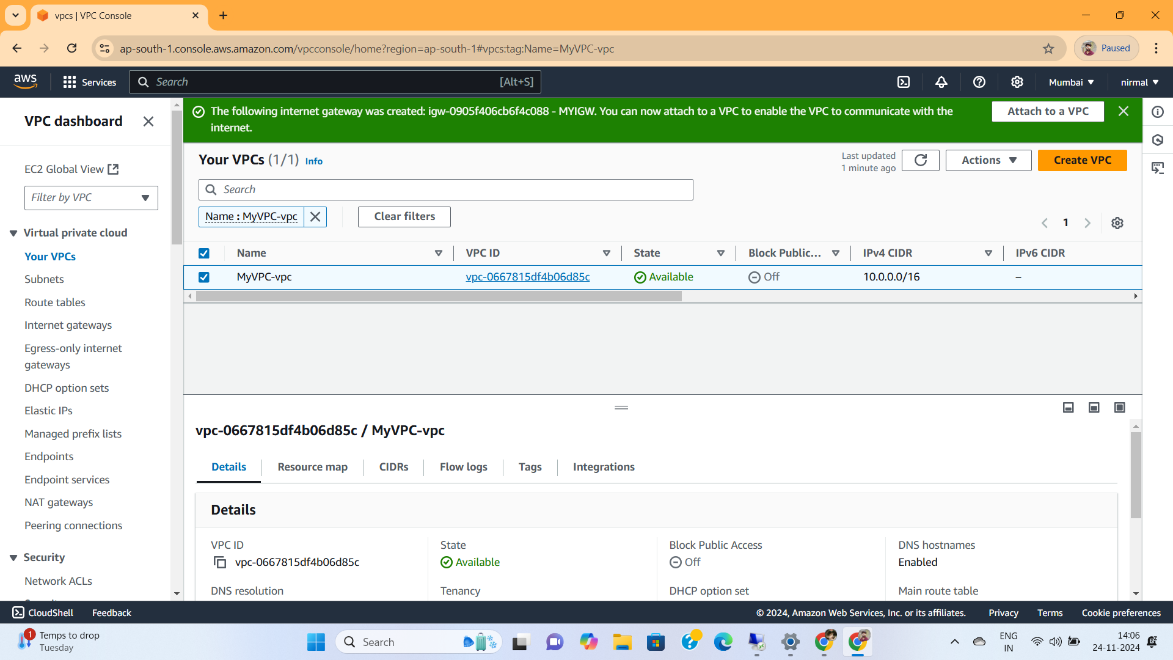 vpcs | VPC Console
ap-south-1.console.aws.amazon.com/vpcconsole/home?region=ap-south-1#vpcs:tag:Name=MyVPC-vpc
Paused
aws
Services
Search
[Alt+S]
Mumbai
nirmal
VPC dashboard
EC2 Global View
Filter by VPC
Virtual private cloud
Your VPCs
Subnets
Route tables
Internet gateways
Egress-only internet
gateways
DHCP option sets
Elastic IPs
Managed prefix lists
Endpoints
Endpoint services
NAT gateways
Peering connections
Security
Network ACLs
The following internet gateway was created: igw-0905f406cb6f4c088 - MYIGW. You can now attach to a VPC to enable the VPC to communicate with the
internet.
Attach to a VPC
Your VPCs (1/1) Info
Last updated
1 minute ago
Actions
Create VPC
Search
Name : MyVPC-vpc
Clear filters
1
Name
VPC ID
State
Block Public...
IPv4 CIDR
IPv6 CIDR
MyVPC-vpc
vpc-0667815df4b06d85c
Available
Off
10.0.0.0/16
–
vpc-0667815df4b06d85c / MyVPC-vpc
Details
Resource map
CIDRs
Flow logs
Tags
Integrations
Details
VPC ID
vpc-0667815df4b06d85c
State
Available
Block Public Access
Off
DNS hostnames
Enabled
DNS resolution
Tenancy
DHCP option set
Main route table
CloudShell
Feedback
© 2024, Amazon Web Services, Inc. or its affiliates.
Privacy
Terms
Cookie preferences
1
Temps to drop
Tuesday
Search
ENG
IN
14:06
24-11-2024